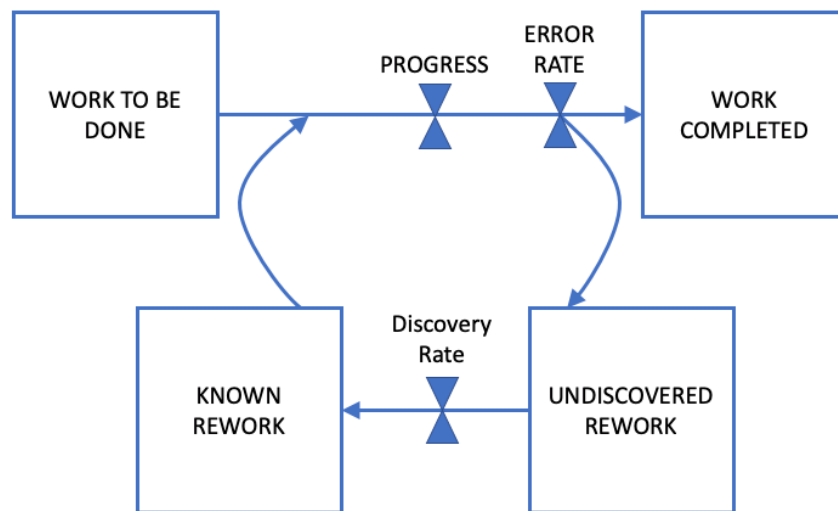 WORK TO BE
DONE
PROGRESS
ERROR
RATE
WORK
COMPLETED
KNOWN
REWORK
Discovery
Rate
UNDISCOVERED
REWORK